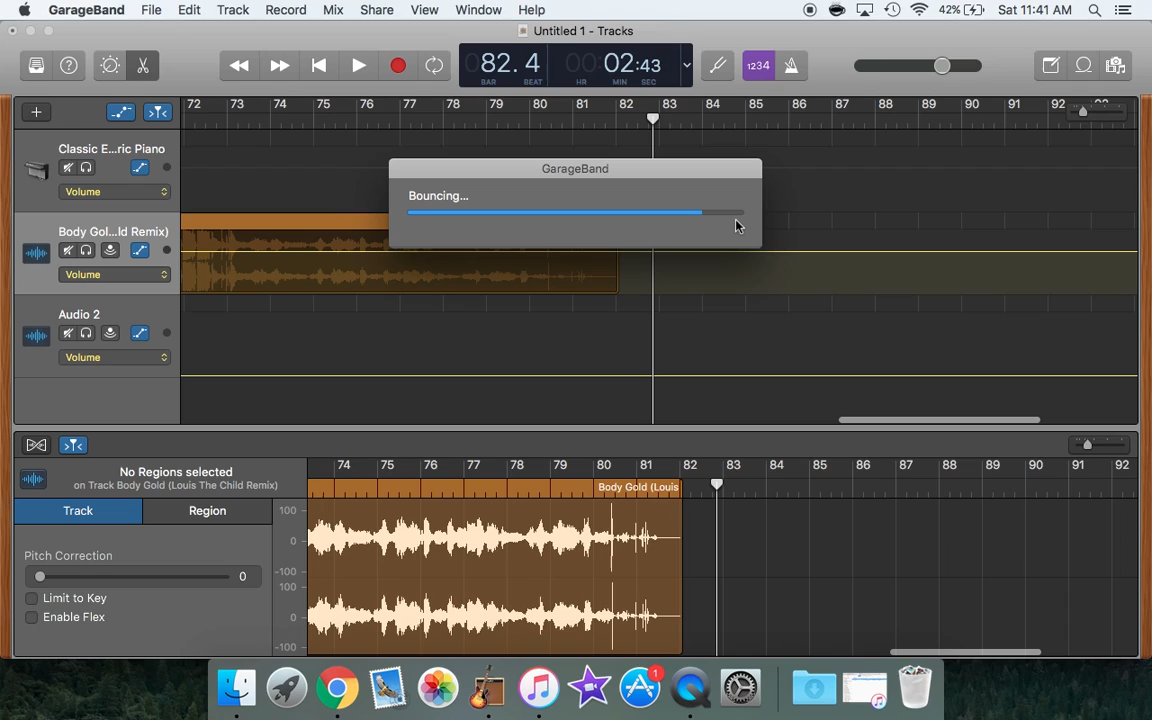 GarageBand File Edit Track Record Mix Share View Window Help 42% Sat 11:41 AM
Untitled 1 - Tracks
82. 4 00:02:43 1234
BAR BEAT HR MIN SEC
72 73 74 75 76 77 78 79 80 81 82 83 84 85 86 87 88 89 90 91 92
Classic E...ric Piano
Volume
GarageBand
Bouncing...
Body Gol...ld Remix)
Volume
Audio 2
Volume
74 75 76 77 78 79 80 81 82 83 84 85 86 87 88 89 90 91 92
No Regions selected
on Track Body Gold (Louis The Child Remix)
Body Gold (Louis
Track Region
100
0
-100
Pitch Correction
0
Limit to Key
Enable Flex
100
0
-100
1